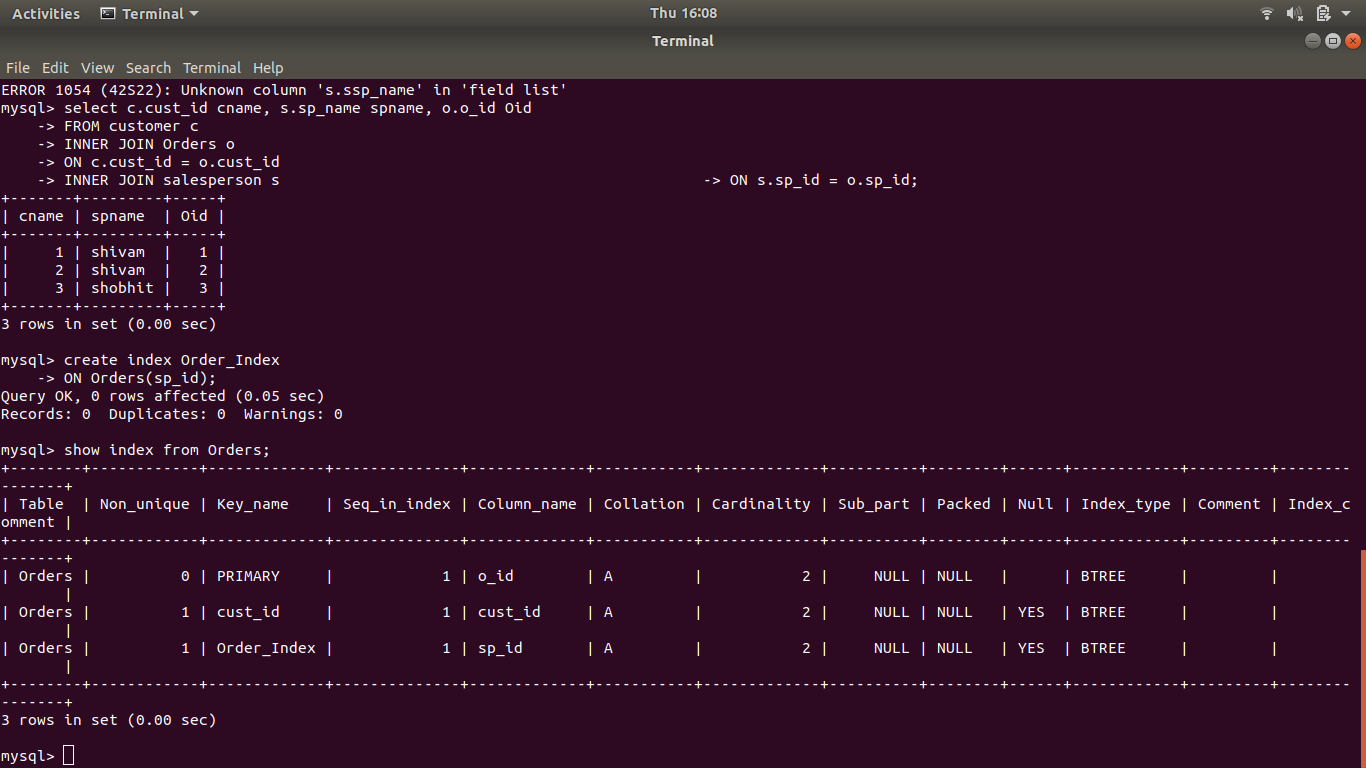 Activities Terminal Thu 16:08
Terminal
File Edit View Search Terminal Help
ERROR 1054 (42S22): Unknown column 's.ssp_name' in 'field list'
mysql> select c.cust_id cname, s.sp_name spname, o.o_id Oid
    -> FROM customer c
    -> INNER JOIN Orders o
    -> ON c.cust_id = o.cust_id
    -> INNER JOIN salesperson s                                               -> ON s.sp_id = o.sp_id;
+-------+---------+-----+
| cname | spname  | Oid |
+-------+---------+-----+
|     1 | shivam  |   1 |
|     2 | shivam  |   2 |
|     3 | shobhit |   3 |
+-------+---------+-----+
3 rows in set (0.00 sec)

mysql> create index Order_Index
    -> ON Orders(sp_id);
Query OK, 0 rows affected (0.05 sec)
Records: 0  Duplicates: 0  Warnings: 0

mysql> show index from Orders;
+--------+------------+-------------+--------------+-------------+-----------+-------------+----------+--------+------+------------+---------+--------
-------+
| Table  | Non_unique | Key_name    | Seq_in_index | Column_name | Collation | Cardinality | Sub_part | Packed | Null | Index_type | Comment | Index_c
omment |
+--------+------------+-------------+--------------+-------------+-----------+-------------+----------+--------+------+------------+---------+--------
-------+
| Orders |          0 | PRIMARY     |            1 | o_id        | A         |           2 |     NULL | NULL   |      | BTREE      |         |
       |
| Orders |          1 | cust_id     |            1 | cust_id     | A         |           2 |     NULL | NULL   | YES  | BTREE      |         |
       |
| Orders |          1 | Order_Index |            1 | sp_id       | A         |           2 |     NULL | NULL   | YES  | BTREE      |         |
       |
+--------+------------+-------------+--------------+-------------+-----------+-------------+----------+--------+------+------------+---------+--------
-------+
3 rows in set (0.00 sec)

mysql>